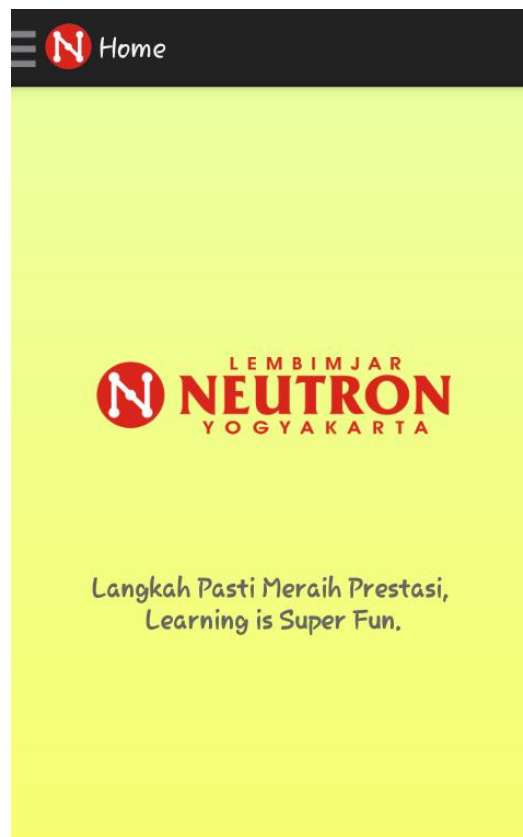 Home
LEMBIMJAR
NEUTRON
YOGYAKARTA
Langkah Pasti Meraih Prestasi,
Learning is Super Fun.